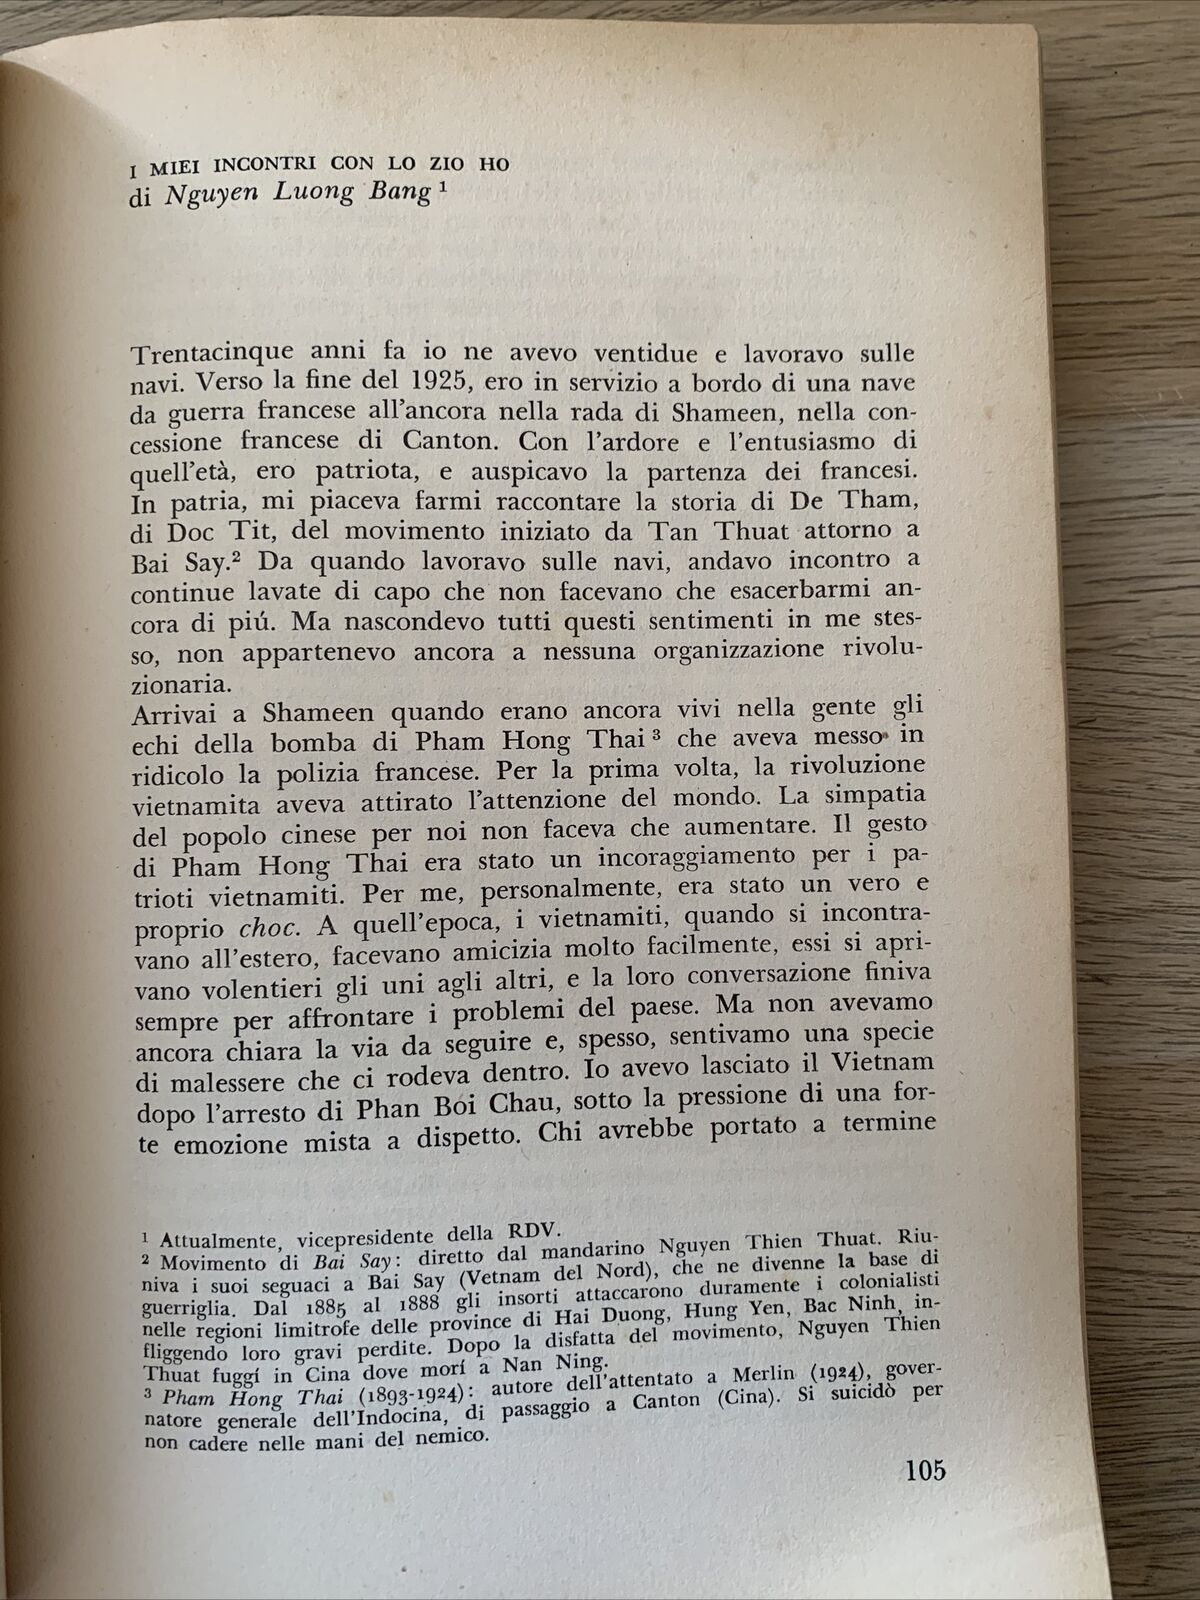 I MIEI INCONTRI CON LO ZIO HO
di Nguyen Luong Bang ¹
Trentacinque anni fa io ne avevo ventidue e lavoravo sulle
navi. Verso la fine del 1925, ero in servizio a bordo di una nave
da guerra francese all'ancora nella rada di Shameen, nella con-
cessione francese di Canton. Con l'ardore e l'entusiasmo di
quell'età, ero patriota, e auspicavo la partenza dei francesi.
In patria, mi piaceva farmi raccontare la storia di De Tham,
di Doc Tit, del movimento iniziato da Tan Thuat attorno a
Bai Say.² Da quando lavoravo sulle navi, andavo incontro a
continue lavate di capo che non facevano che esacerbarmi an-
cora di piú. Ma nascondevo tutti questi sentimenti in me stes-
so, non appartenevo ancora a nessuna organizzazione rivolu-
zionaria.
Arrivai a Shameen quando erano ancora vivi nella gente gli
echi della bomba di Pham Hong Thai ³ che aveva messo in
ridicolo la polizia francese. Per la prima volta, la rivoluzione
vietnamita aveva attirato l'attenzione del mondo. La simpatia
del popolo cinese per noi non faceva che aumentare. Il gesto
di Pham Hong Thai era stato un incoraggiamento per i pa-
trioti vietnamiti. Per me, personalmente, era stato un vero e
proprio choc. A quell'epoca, i vietnamiti, quando si incontra-
vano all'estero, facevano amicizia molto facilmente, essi si apri-
vano volentieri gli uni agli altri, e la loro conversazione finiva
sempre per affrontare i problemi del paese. Ma non avevamo
ancora chiara la via da seguire e, spesso, sentivamo una specie
di malessere che ci rodeva dentro. Io avevo lasciato il Vietnam
dopo l'arresto di Phan Boi Chau, sotto la pressione di una for-
te emozione mista a dispetto. Chi avrebbe portato a termine
¹ Attualmente, vicepresidente della RDV.
² Movimento di Bai Say: diretto dal mandarino Nguyen Thien Thuat. Riu-
niva i suoi seguaci a Bai Say (Vetnam del Nord), che ne divenne la base di
guerriglia. Dal 1885 al 1888 gli insorti attaccarono duramente i colonialisti
nelle regioni limitrofe delle province di Hai Duong, Hung Yen, Bac Ninh, in-
fliggendo loro gravi perdite. Dopo la disfatta del movimento, Nguyen Thien
Thuat fuggí in Cina dove morí a Nan Ning.
³ Pham Hong Thai (1893-1924): autore dell'attentato a Merlin (1924), gover-
natore generale dell'Indocina, di passaggio a Canton (Cina). Si suicidò per
non cadere nelle mani del nemico.
105